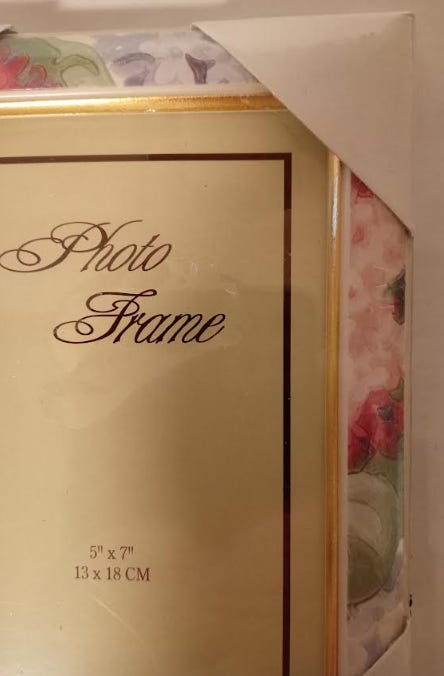 Photo
Frame
5" x 7"
13 x 18 CM